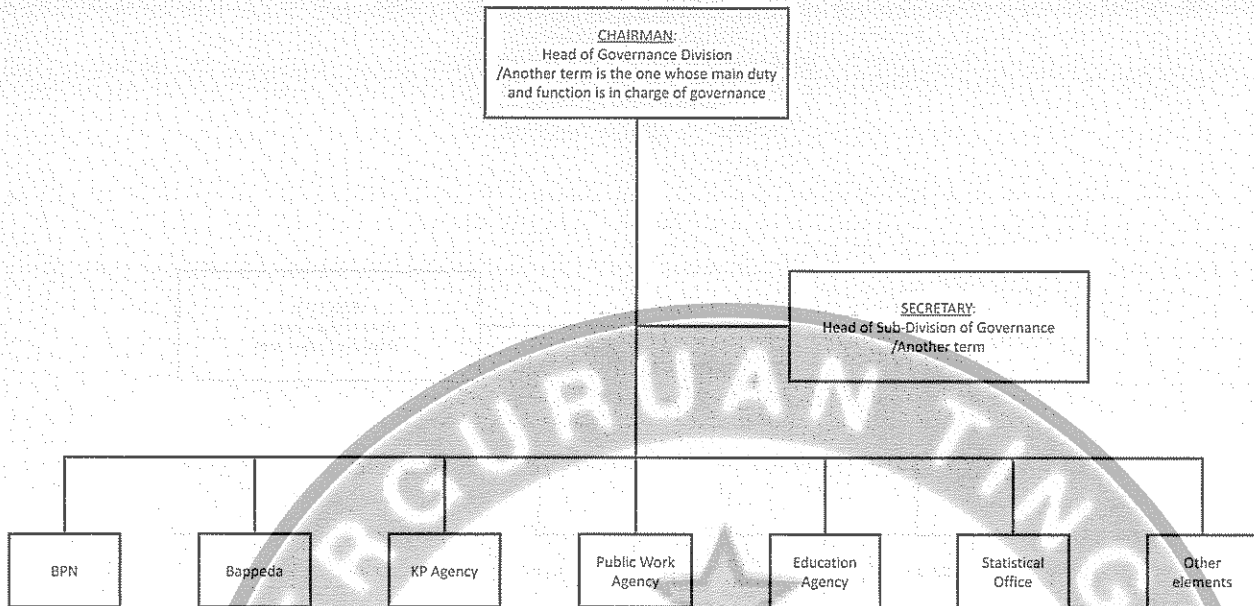 CHAIRMAN:
Head of Governance Division
/Another term is the one whose main duty
and function is in charge of governance
SECRETARY:
Head of Sub-Division of Governance
/Another term
RGURUAN TING
BPN
Bappeda
KP Agency
Public Work
Agency
Education
Agency
Statistical
Office
Other
elements